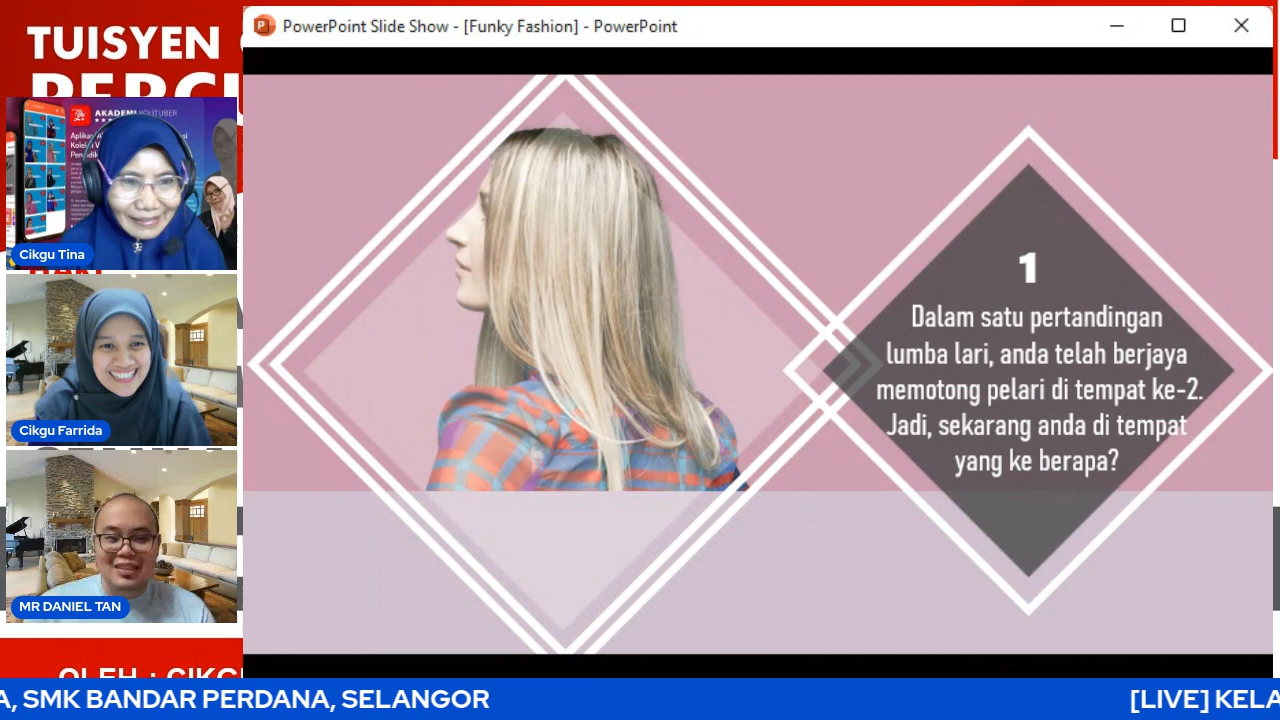 TUISYEN
PowerPoint Slide Show - [Funky Fashion] - PowerPoint
AKADEMI YOUTUBER
Cikgu Tina
Cikgu Farrida
MR DANIEL TAN
1
Dalam satu pertandingan
lumba lari, anda telah berjaya
memotong pelari di tempat ke-2.
Jadi, sekarang anda di tempat
yang ke berapa?
OLEH : CIKG
A, SMK BANDAR PERDANA, SELANGOR
[LIVE] KELA